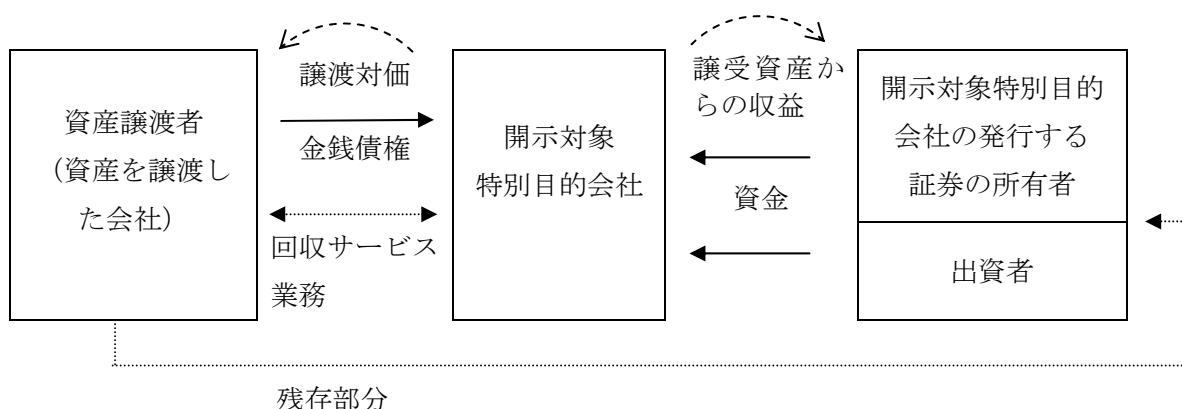 資産譲渡者
（資産を譲渡し
た会社）
譲渡対価
金銭債権
回収サービス
業務
開示対象
特別目的会社
譲受資産か
らの収益
資金
開示対象特別目的
会社の発行する
証券の所有者
出資者
残存部分